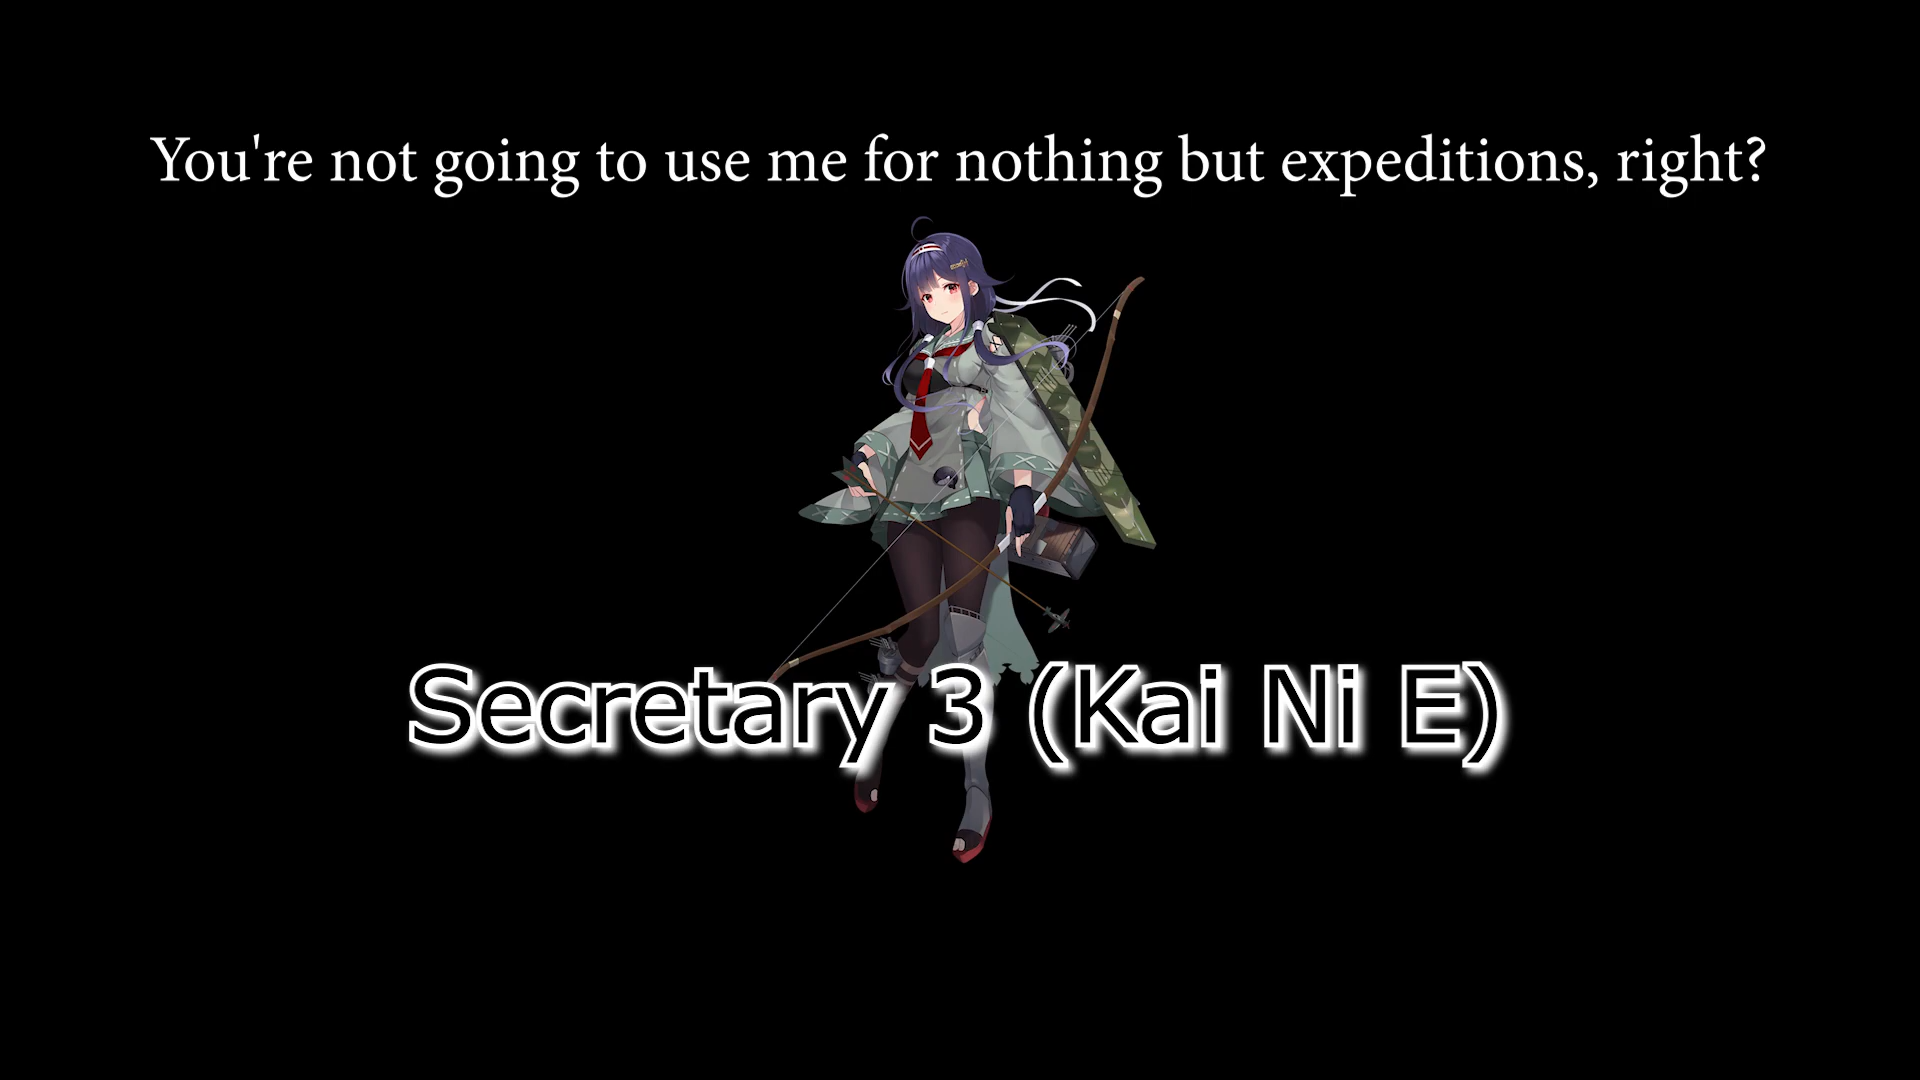 You're not going to use me for nothing but expeditions, right?
Secretary 3 (Kai Ni E)